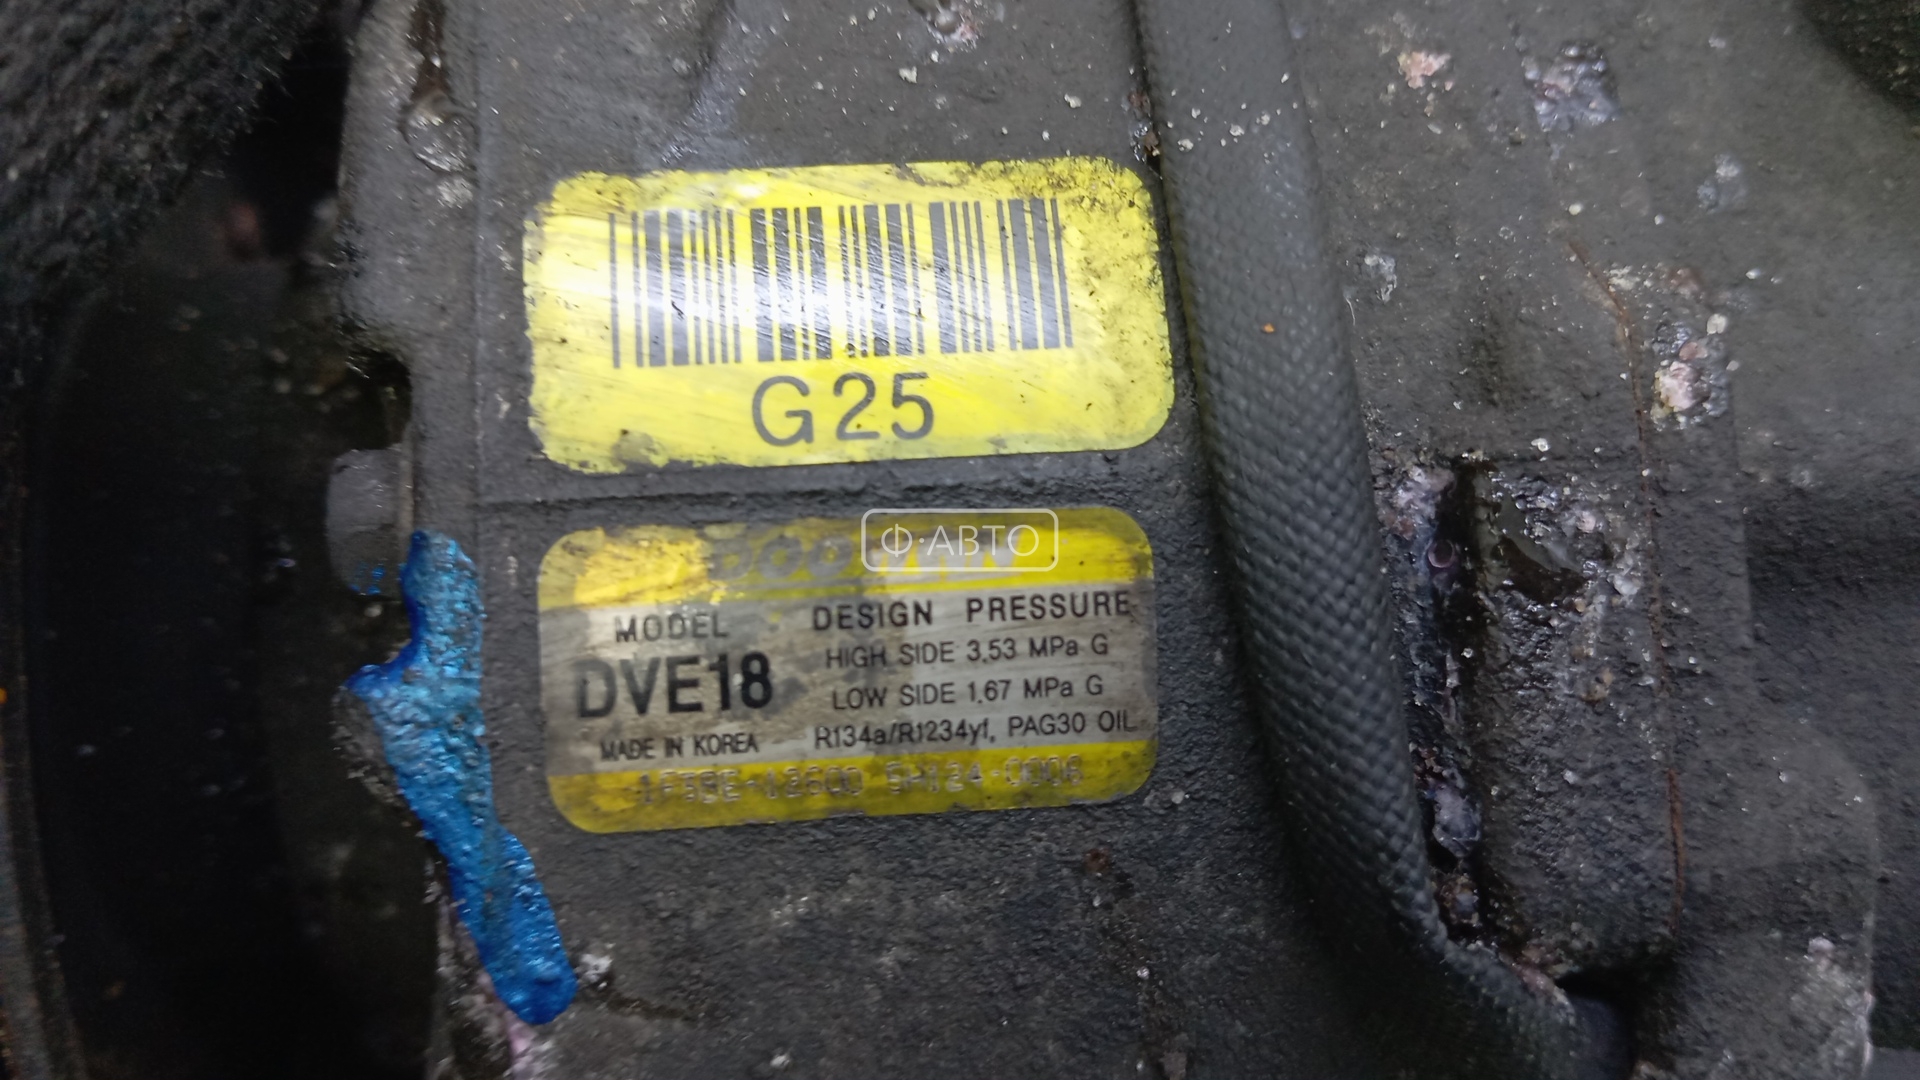 G25
Ф·АВТО
MODEL
DVE18
MADE IN KOREA
DESIGN PRESSURE
HIGH SIDE 3.53 MPa G
LOW SIDE 1.67 MPa G
R134a/R1234yf, PAG30 OIL